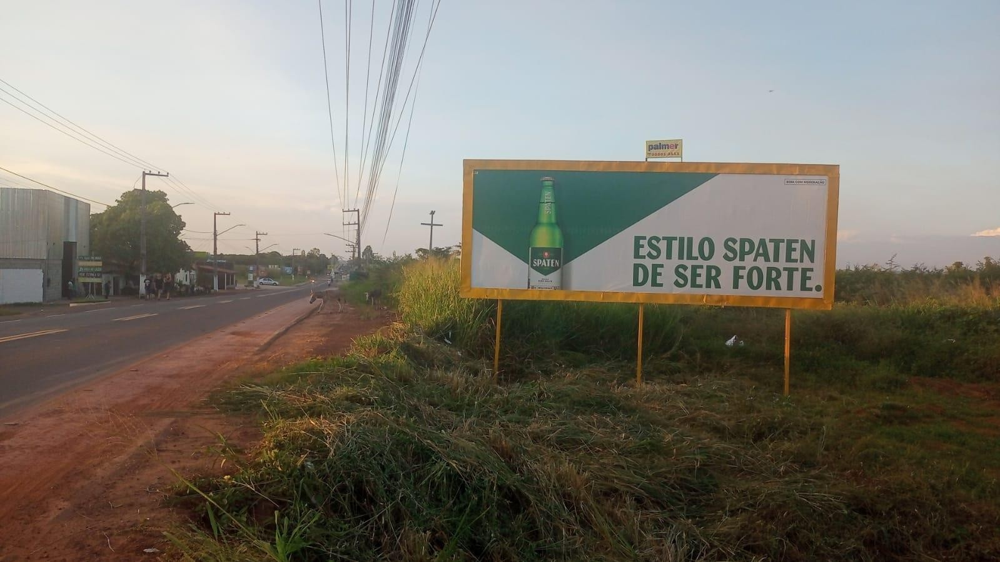 palmer
BEBA COM MODERAÇÃO
SPATEN
SPATEN
ESTILO SPATEN
DE SER FORTE.